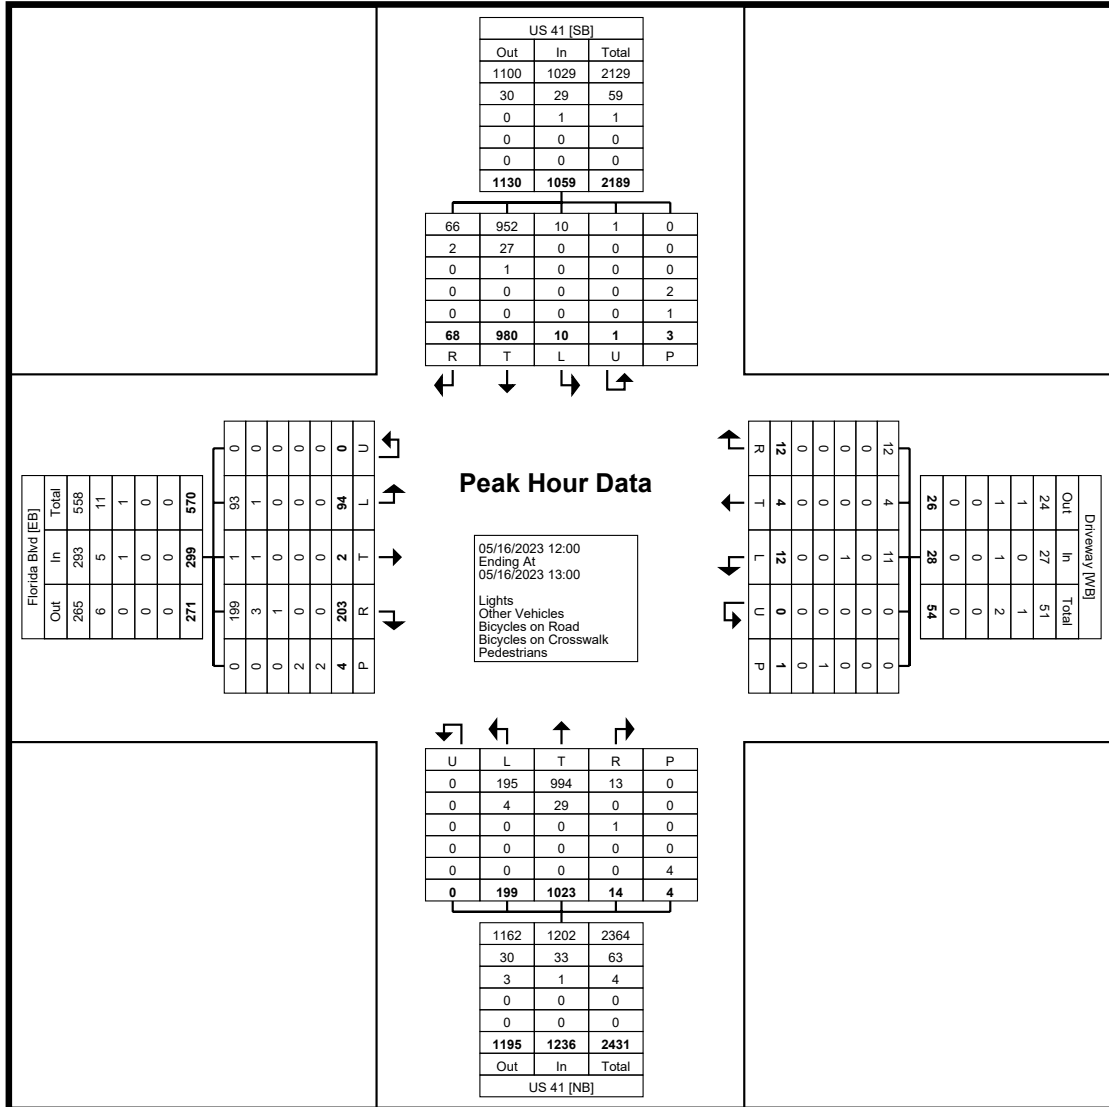 US 41 [SB]
Out In Total
1100 1029 2129
30 29 59
0 1 1
0 0 0
0 0 0
1130 1059 2189
66 952 10 1 0
2 27 0 0 0
0 1 0 0 0
0 0 0 0 2
0 0 0 0 1
68 980 10 1 3
R T L U P
Florida Blvd [EB]
Total 558 11 1 0 0 570
In 293 5 1 0 0 299
Out 265 6 0 0 0 271
0 0 0 0 0 0 U
93 1 0 0 0 94 L
1 1 0 0 0 2 T
199 3 1 0 0 203 R
0 0 0 2 2 4 P
Peak Hour Data
05/16/2023 12:00
Ending At
05/16/2023 13:00
Lights
Other Vehicles
Bicycles on Road
Bicycles on Crosswalk
Pedestrians
R 12 0 0 0 0 12
T 4 0 0 0 0 4
L 12 0 0 1 0 11
U 0 0 0 0 0 0
P 1 0 1 0 0 0
26 0 0 1 1 24 Out
28 0 0 1 0 27 In
54 0 0 2 1 51 Total
Driveway [WB]
U L T R P
0 195 994 13 0
0 4 29 0 0
0 0 0 1 0
0 0 0 0 0
0 0 0 0 4
0 199 1023 14 4
1162 1202 2364
30 33 63
3 1 4
0 0 0
0 0 0
1195 1236 2431
Out In Total
US 41 [NB]